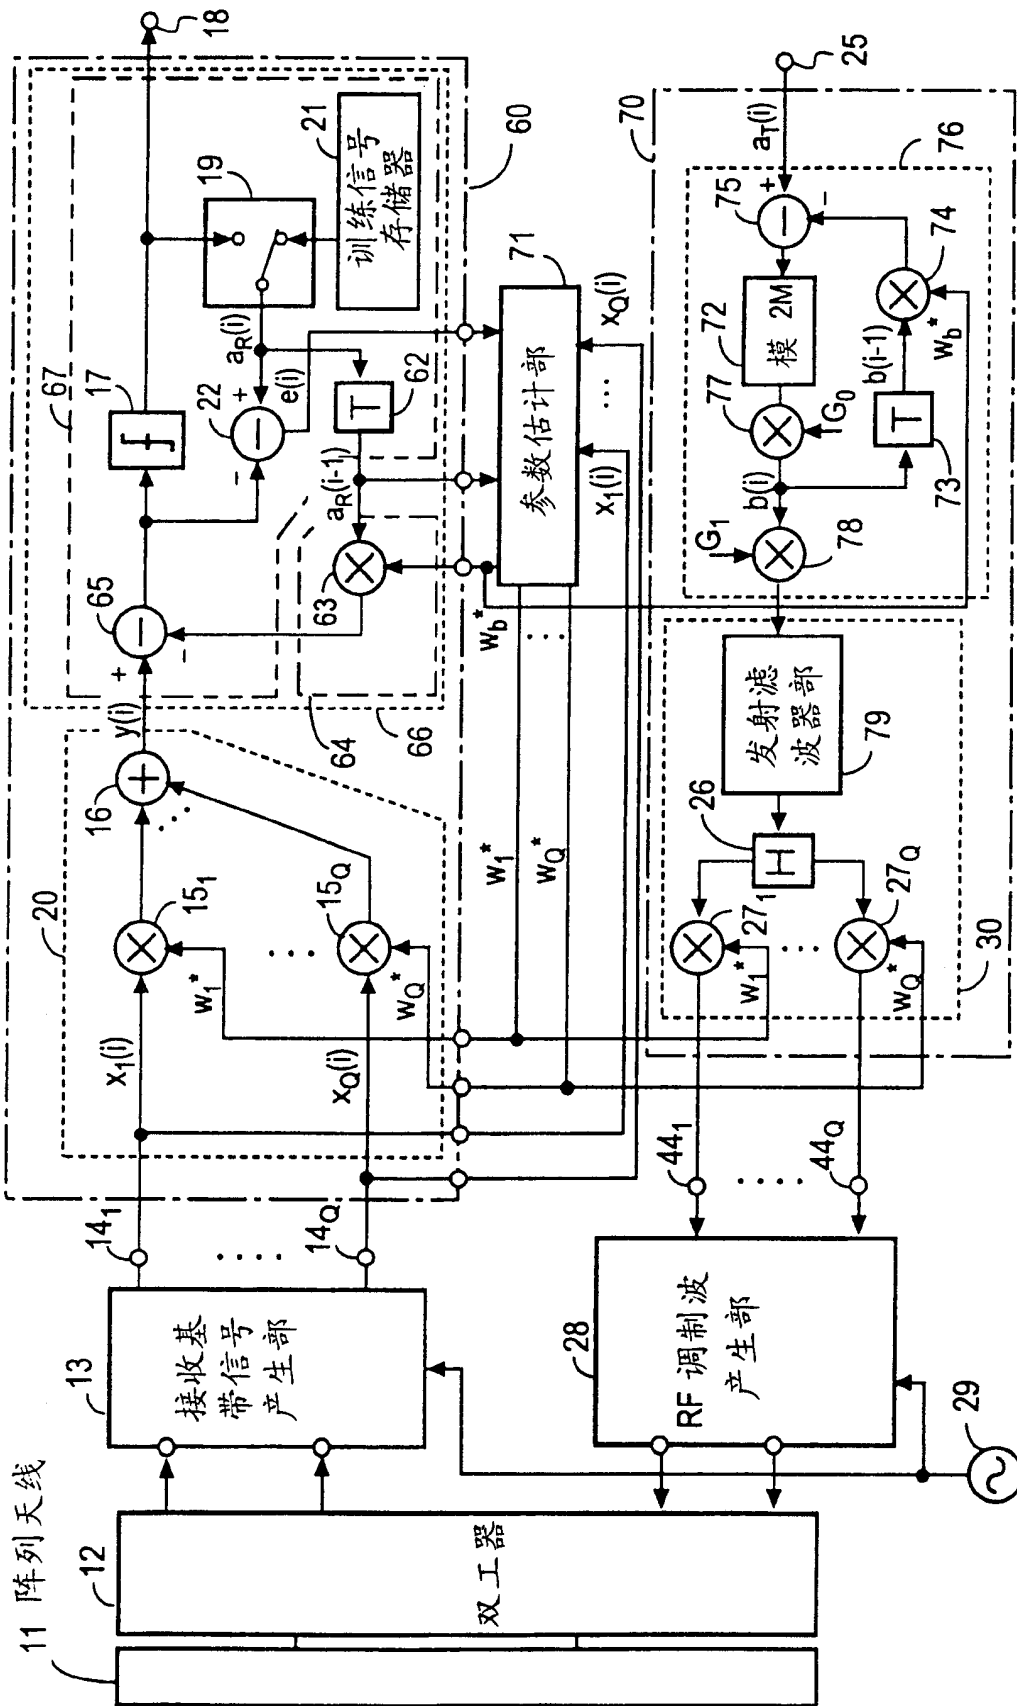 11 阵列天线
12
双工器
13
接收基
带信号
产生部
14₁
14_Q
20
x₁(i)
x_Q(i)
w₁*
w_Q*
15₁
15_Q
16
y(i)
+
−
65
67
17
22
+
−
e(i)
a_R(i)
19
21
训练信号
存储器
18
T
62
a_R(i-1)
63
64
66
60
71
参数估计部
x₁(i)
x_Q(i)
w_b*
w₁*
w_Q*
70
25
a_T(i)
75
+
−
76
74
w_b*
72
模 2M
77
G₀
b(i-1)
T
73
b(i)
G₁
78
发射滤
波器部
79
26
H
27₁
27_Q
w₁*
w_Q*
30
44₁
44_Q
28
RF 调制波
产生部
29